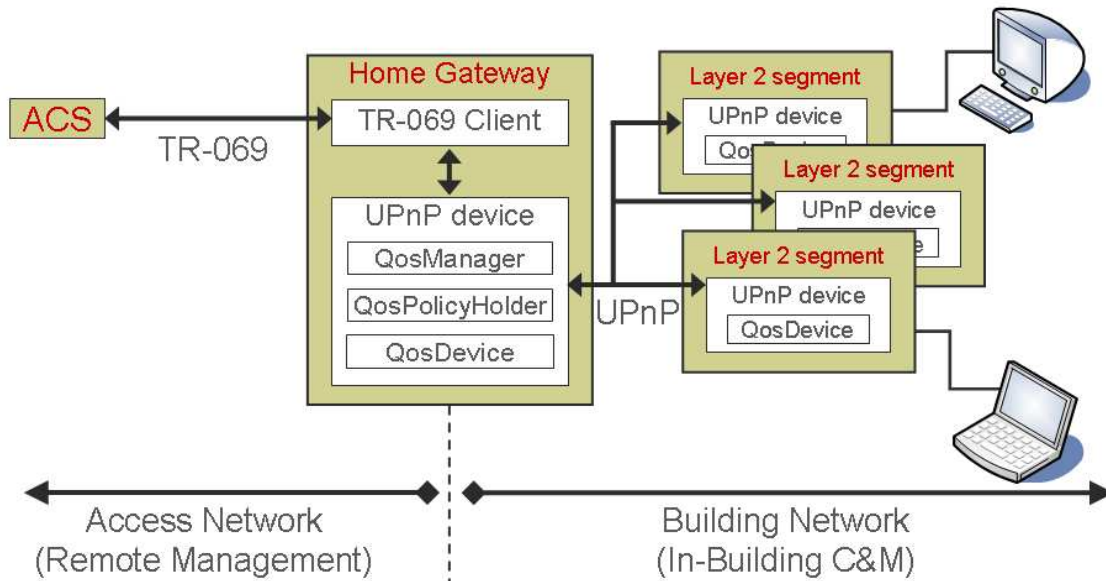 ACS
TR-069
Home Gateway
TR-069 Client
UPnP device
QosManager
QosPolicyHolder
QosDevice
UPnP
Layer 2 segment
UPnP device
Layer 2 segment
UPnP device
Layer 2 segment
UPnP device
QosDevice
Access Network
(Remote Management)
Building Network
(In-Building C&M)